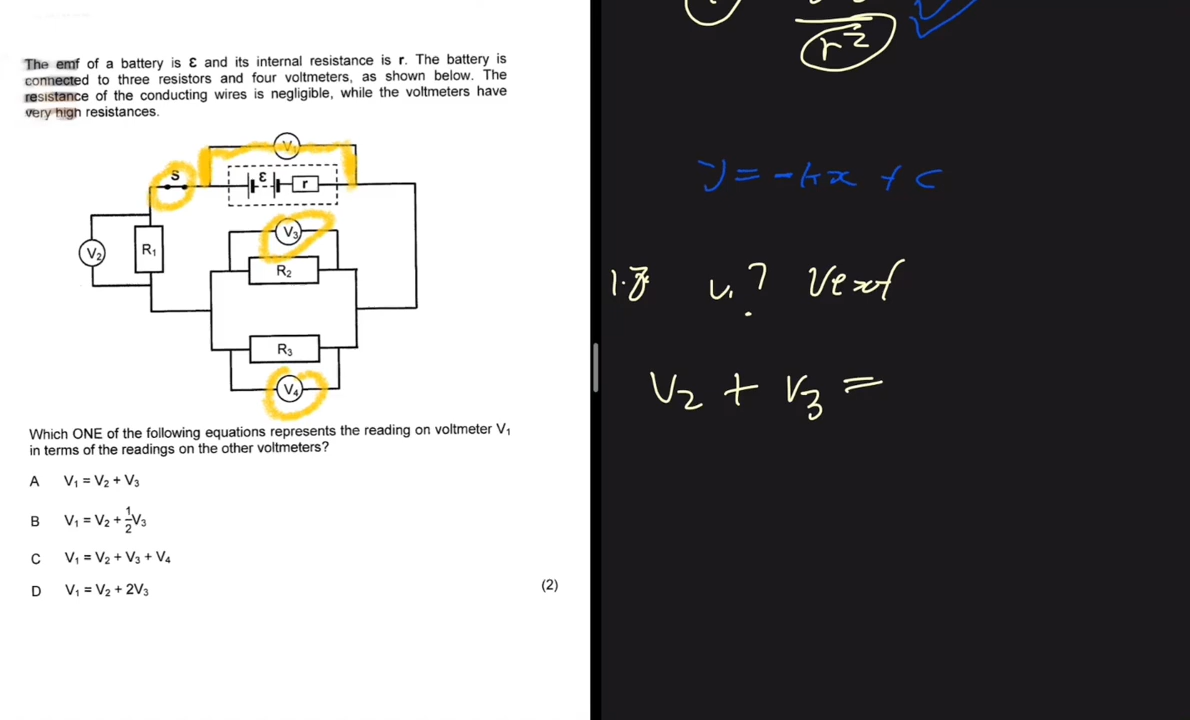 The emf of a battery is ε and its internal resistance is r. The battery is
connected to three resistors and four voltmeters, as shown below. The
resistance of the conducting wires is negligible, while the voltmeters have
very high resistances.
V₁
S
ε
r
V₃
V₂
R₁
R₂
R₃
V₄
Which ONE of the following equations represents the reading on voltmeter V₁
in terms of the readings on the other voltmeters?
A V₁ = V₂ + V₃
B V₁ = V₂ + ½V₃
C V₁ = V₂ + V₃ + V₄
D V₁ = V₂ + 2V₃
(2)
r²
y = -kx + c
V₁? Vext
V₂ + V₃ =